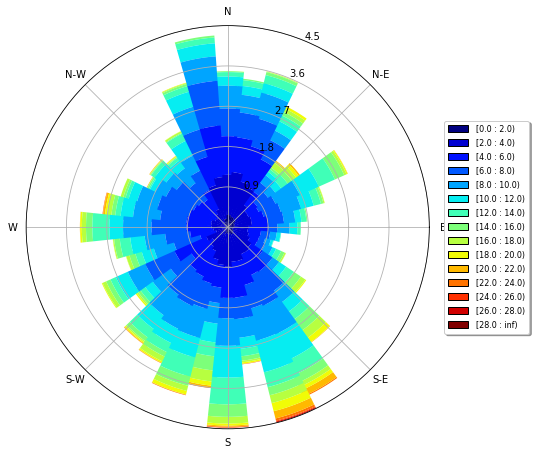 N
4.5
N-W
3.6
N-E
2.7
1.8
0.9
W
E
S-W
S-E
S
[0.0 : 2.0)
[2.0 : 4.0)
[4.0 : 6.0)
[6.0 : 8.0)
[8.0 : 10.0)
[10.0 : 12.0)
[12.0 : 14.0)
[14.0 : 16.0)
[16.0 : 18.0)
[18.0 : 20.0)
[20.0 : 22.0)
[22.0 : 24.0)
[24.0 : 26.0)
[26.0 : 28.0)
[28.0 : inf)